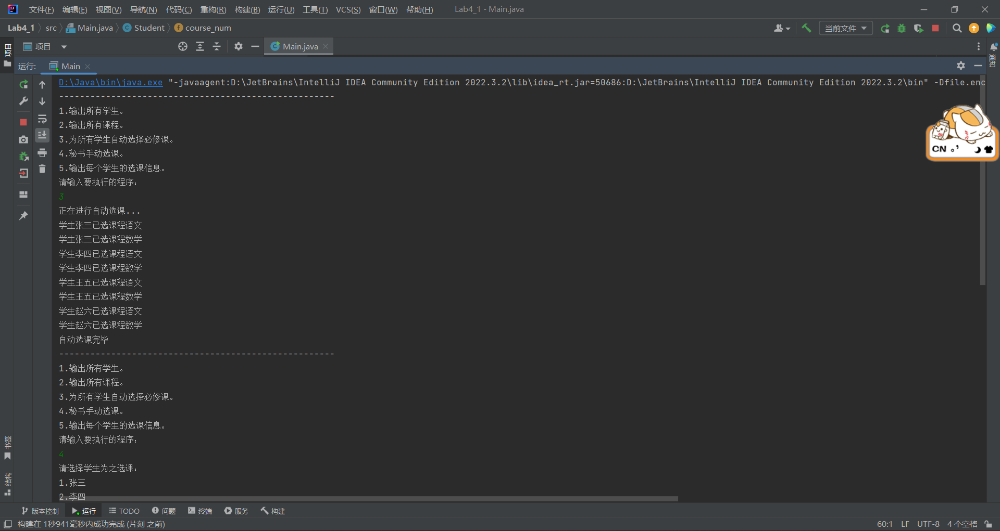 文件(F) 编辑(E) 视图(V) 导航(N) 代码(C) 重构(R) 构建(B) 运行(U) 工具(T) VCS(S) 窗口(W) 帮助(H) Lab4_1 - Main.java
Lab4_1 src Main.java Student course_num 当前文件
项目 Main.java
运行: Main
D:\Java\bin\java.exe "-javaagent:D:\JetBrains\IntelliJ IDEA Community Edition 2022.3.2\lib\idea_rt.jar=50686:D:\JetBrains\IntelliJ IDEA Community Edition 2022.3.2\bin" -Dfile.enc
-----------------------------------------------------
1.输出所有学生。
2.输出所有课程。
3.为所有学生自动选择必修课。
4.秘书手动选课。
5.输出每个学生的选课信息。
请输入要执行的程序:
3
正在进行自动选课...
学生张三已选课程语文
学生张三已选课程数学
学生李四已选课程语文
学生李四已选课程数学
学生王五已选课程语文
学生王五已选课程数学
学生赵六已选课程语文
学生赵六已选课程数学
自动选课完毕
-----------------------------------------------------
1.输出所有学生。
2.输出所有课程。
3.为所有学生自动选择必修课。
4.秘书手动选课。
5.输出每个学生的选课信息。
请输入要执行的程序:
4
请选择学生为之选课:
1.张三
2.李四
项目
书签
结构
通知
CN 。’
版本控制 运行 TODO 问题 终端 服务 构建
构建在 1秒941毫秒内成功完成 (片刻 之前) 60:1 LF UTF-8 4 个空格